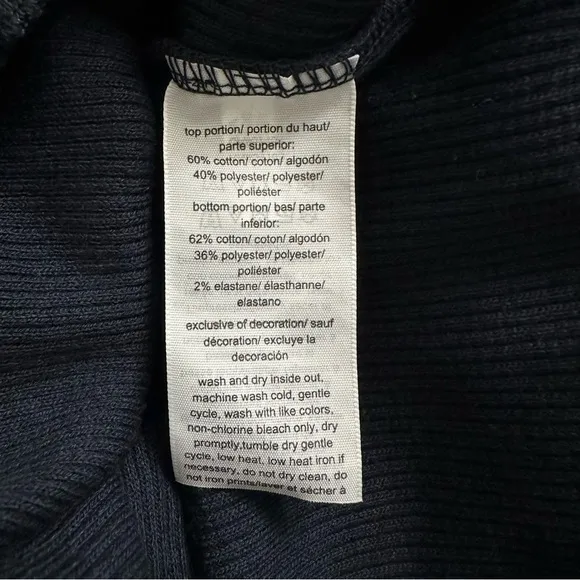 top portion/ portion du haut/
parte superior:
60% cotton/ coton/ algodón
40% polyester/ polyester/
poliéster
bottom portion/ bas/ parte
inferior:
62% cotton/ coton/ algodón
36% polyester/ polyester/
poliéster
2% elastane/ élasthanne/
elastano
exclusive of decoration/ sauf
décoration/ excluye la
decoración
wash and dry inside out,
machine wash cold, gentle
cycle, wash with like colors,
non-chlorine bleach only, dry
promptly,tumble dry gentle
cycle, low heat, low heat iron if
necessary, do not dry clean, do
not iron prints/laver et sécher à